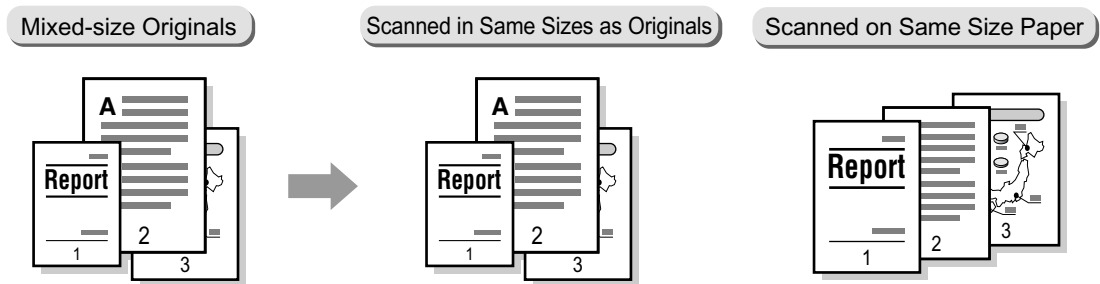 Mixed-size Originals
Scanned in Same Sizes as Originals
Scanned on Same Size Paper
A
Report
1
2
3
A
Report
1
2
3
Report
1
2
3